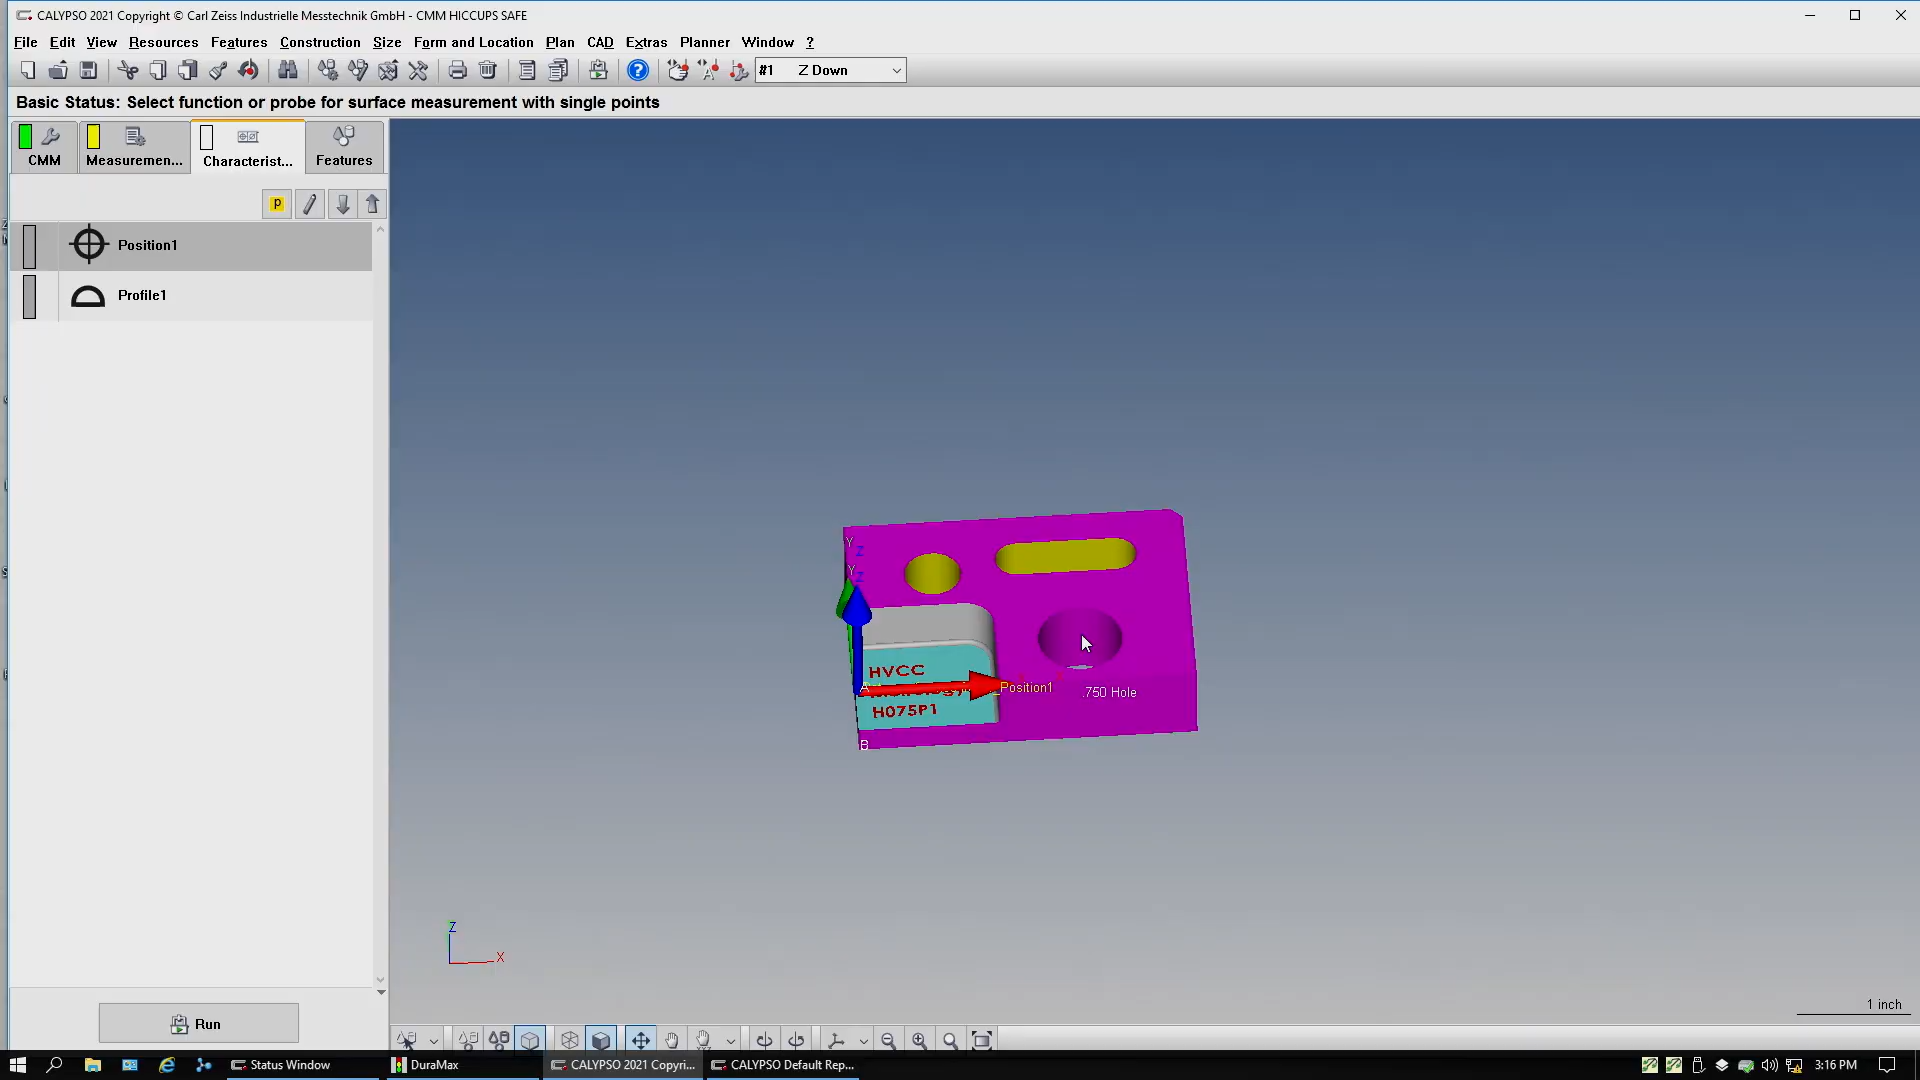 CALYPSO 2021 Copyright © Carl Zeiss Industrielle Messtechnik GmbH - CMM HICCUPS SAFE
File Edit View Resources Features Construction Size Form and Location Plan CAD Extras Planner Window ?
#1 Z Down
Basic Status: Select function or probe for surface measurement with single points
CMM
Measuremen...
Characterist...
Features
P
Position1
Profile1
Y
Z
Y
Z
HVCC
A
Position1
.750 Hole
H075P1
B
Z
X
1 inch
Run
Status Window
DuraMax
CALYPSO 2021 Copyri...
CALYPSO Default Rep...
3:16 PM